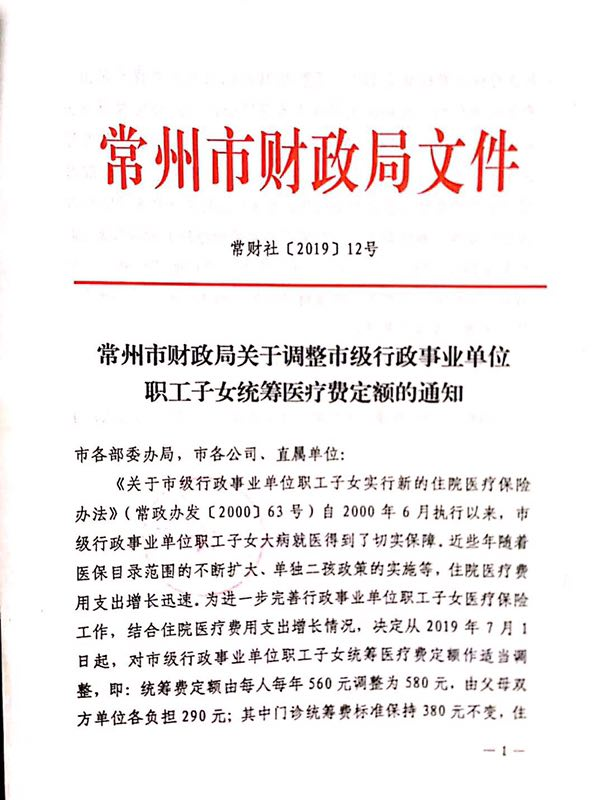 常州市财政局文件
常财社〔2019〕12号
常州市财政局关于调整市级行政事业单位
职工子女统筹医疗费定额的通知
市各部委办局，市各公司、直属单位：
《关于市级行政事业单位职工子女实行新的住院医疗保险
办法》（常政办发〔2000〕63号）自2000年6月执行以来，市
级行政事业单位职工子女大病就医得到了切实保障．近些年随着
医保目录范围的不断扩大、单独二孩政策的实施等，住院医疗费
用支出增长迅速．为进一步完善行政事业单位职工子女医疗保险
工作，结合住院医疗费用支出增长情况，决定从2019年7月1
日起，对市级行政事业单位职工子女统筹医疗费定额作适当调
整，即：统筹费定额由每人每年560元调整为580元，由父母双
方单位各负担290元；其中门诊统筹费标准保持380元不变，住
—1—